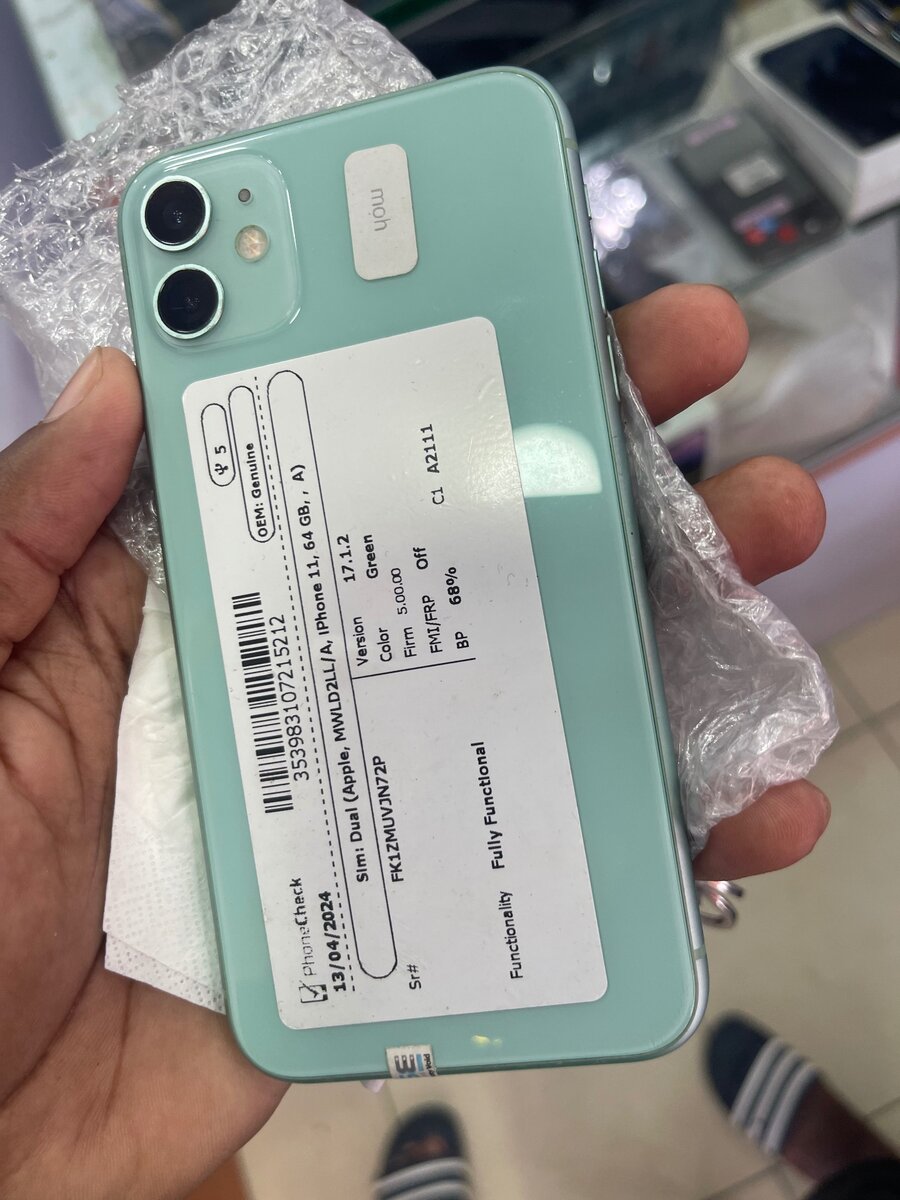 moh
5
OEM: Genuine
353983107215212
PhoneCheck
13/04/2024
Sim: Dual (Apple, MWLD2LL/A, iPhone 11, 64 GB, , A)
Sr# FK1ZMUVJN72P
Version 17.1.2
Color Green
Firm 5.00.00
FMI/FRP Off
BP 68%
C1 A2111
Functionality Fully Functional
Void